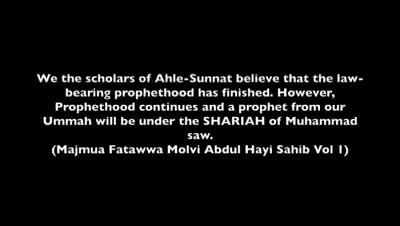 We the scholars of Ahle-Sunnat believe that the law-
bearing prophethood has finished. However,
Prophethood continues and a prophet from our
Ummah will be under the SHARIAH of Muhammad
saw.
(Majmua Fatawwa Molvi Abdul Hayi Sahib Vol 1)